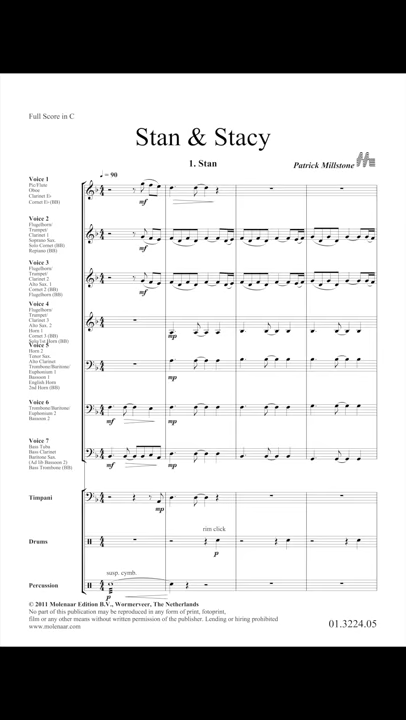 Full Score in C
Stan & Stacy
1. Stan
Patrick Millstone
♩ = 90
Voice 1
Pic/Flute
Oboe
Clarinet Eb
Cornet Eb (BB)
mf
Voice 2
Flugelhorn/
Trumpet/
Clarinet 1
Soprano Sax.
Solo Cornet (BB)
Repiano (BB)
mf
Voice 3
Flugelhorn/
Trumpet/
Clarinet 2
Alto Sax. 1
Cornet 2 (BB)
Flugelhorn (BB)
mf
Voice 4
Flugelhorn/
Trumpet/
Clarinet 3
Alto Sax. 2
Horn 1
Cornet 3 (BB)
Solo/1st Horn (BB)
mp
Voice 5
Horn 2
Tenor Sax.
Alto Clarinet
Trombone/Baritone/
Euphonium 1
Bassoon 1
English Horn
2nd Horn (BB)
mp
Voice 6
Trombone/Baritone/
Euphonium 2
Bassoon 2
mf
mp
Voice 7
Bass Tuba
Bass Clarinet
Baritone Sax.
(Ad lib Bassoon 2)
Bass Trombone (BB)
mf
mp
Timpani
mp
rim click
Drums
p
susp. cymb.
Percussion
p
© 2011 Molenaar Edition B.V., Wormerveer, The Netherlands
No part of this publication may be reproduced in any form of print, fotoprint,
film or any other means without written permission of the publisher. Lending or hiring prohibited
www.molenaar.com
01.3224.05